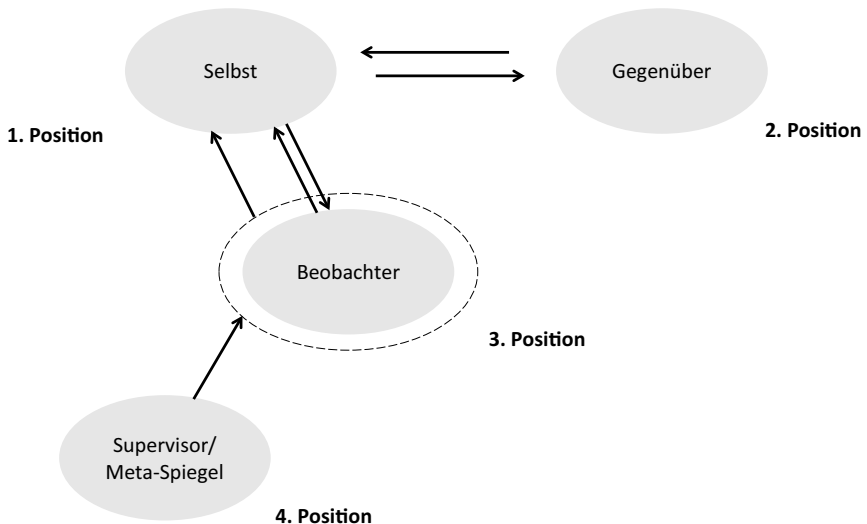 Selbst
Gegenüber
1. Position
2. Position
Beobachter
3. Position
Supervisor/
Meta-Spiegel
4. Position